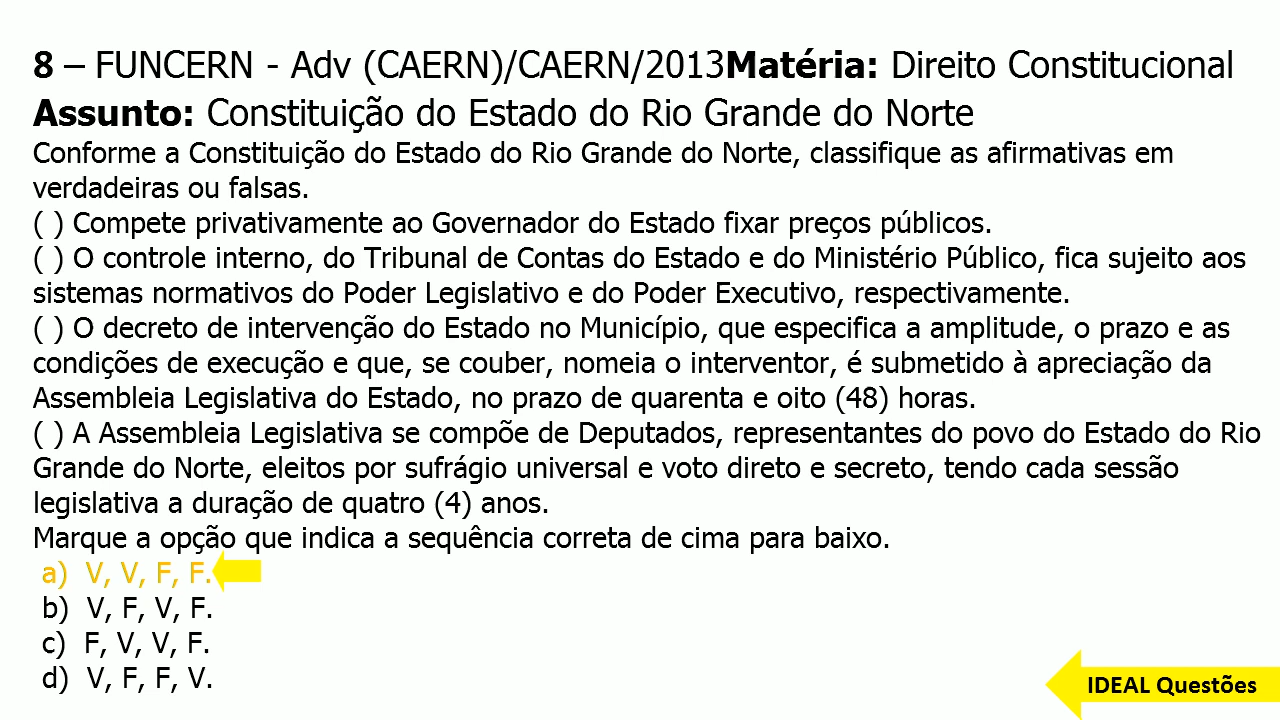 8 – FUNCERN - Adv (CAERN)/CAERN/2013Matéria: Direito Constitucional
Assunto: Constituição do Estado do Rio Grande do Norte
Conforme a Constituição do Estado do Rio Grande do Norte, classifique as afirmativas em
verdadeiras ou falsas.
( ) Compete privativamente ao Governador do Estado fixar preços públicos.
( ) O controle interno, do Tribunal de Contas do Estado e do Ministério Público, fica sujeito aos
sistemas normativos do Poder Legislativo e do Poder Executivo, respectivamente.
( ) O decreto de intervenção do Estado no Município, que especifica a amplitude, o prazo e as
condições de execução e que, se couber, nomeia o interventor, é submetido à apreciação da
Assembleia Legislativa do Estado, no prazo de quarenta e oito (48) horas.
( ) A Assembleia Legislativa se compõe de Deputados, representantes do povo do Estado do Rio
Grande do Norte, eleitos por sufrágio universal e voto direto e secreto, tendo cada sessão
legislativa a duração de quatro (4) anos.
Marque a opção que indica a sequência correta de cima para baixo.
a) V, V, F, F.
b) V, F, V, F.
c) F, V, V, F.
d) V, F, F, V.
IDEAL Questões